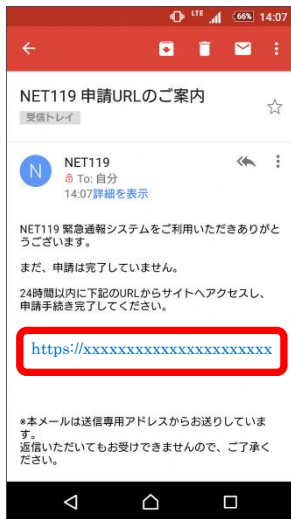 LTE 66% 14:07
NET119 申請URLのご案内
受信トレイ
N
NET119
To: 自分
14:07詳細を表示
NET119 緊急通報システムをご利用いただきありがと
うございます。
まだ、申請は完了していません。
24時間以内に下記のURLからサイトへアクセスし、
申請手続き完了してください。
https://xxxxxxxxxxxxxxxxxxxxxxx
*本メールは送信専用アドレスからお送りしていま
す。
返信いただいてもお受けできませんので、ご了承く
ださい。